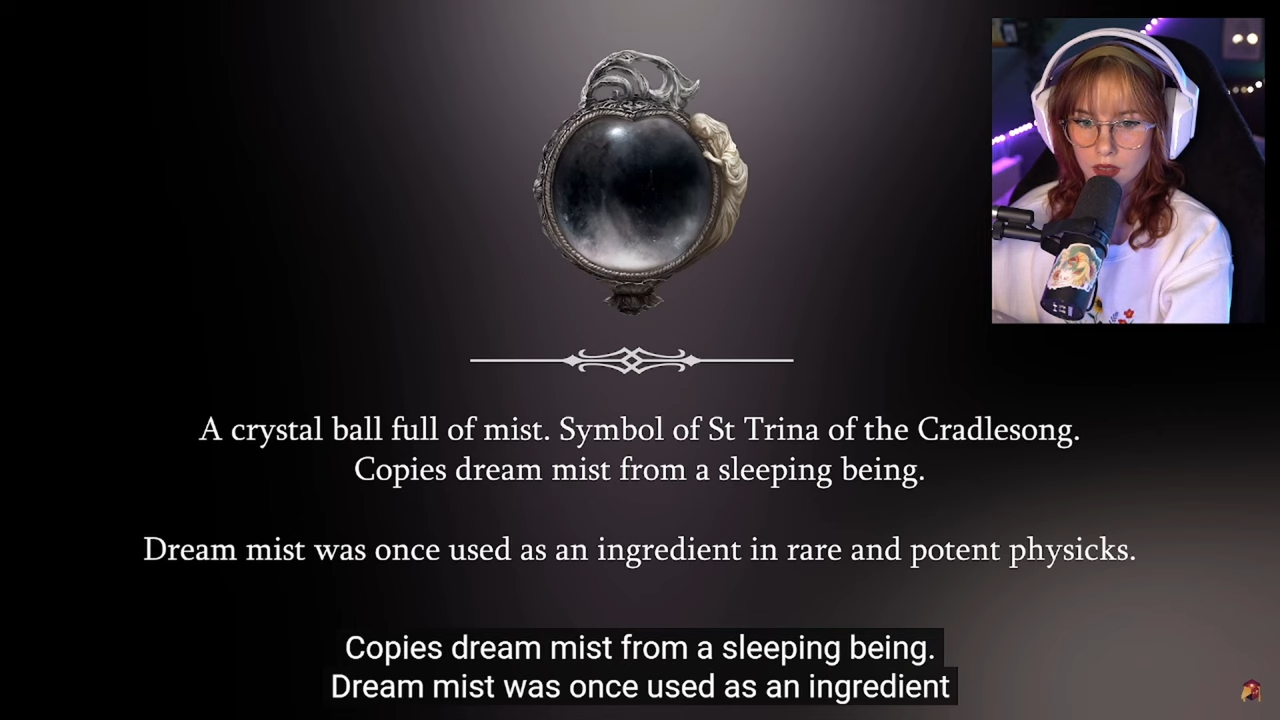 A crystal ball full of mist. Symbol of St Trina of the Cradlesong.
Copies dream mist from a sleeping being.
Dream mist was once used as an ingredient in rare and potent physicks.
Copies dream mist from a sleeping being.
Dream mist was once used as an ingredient